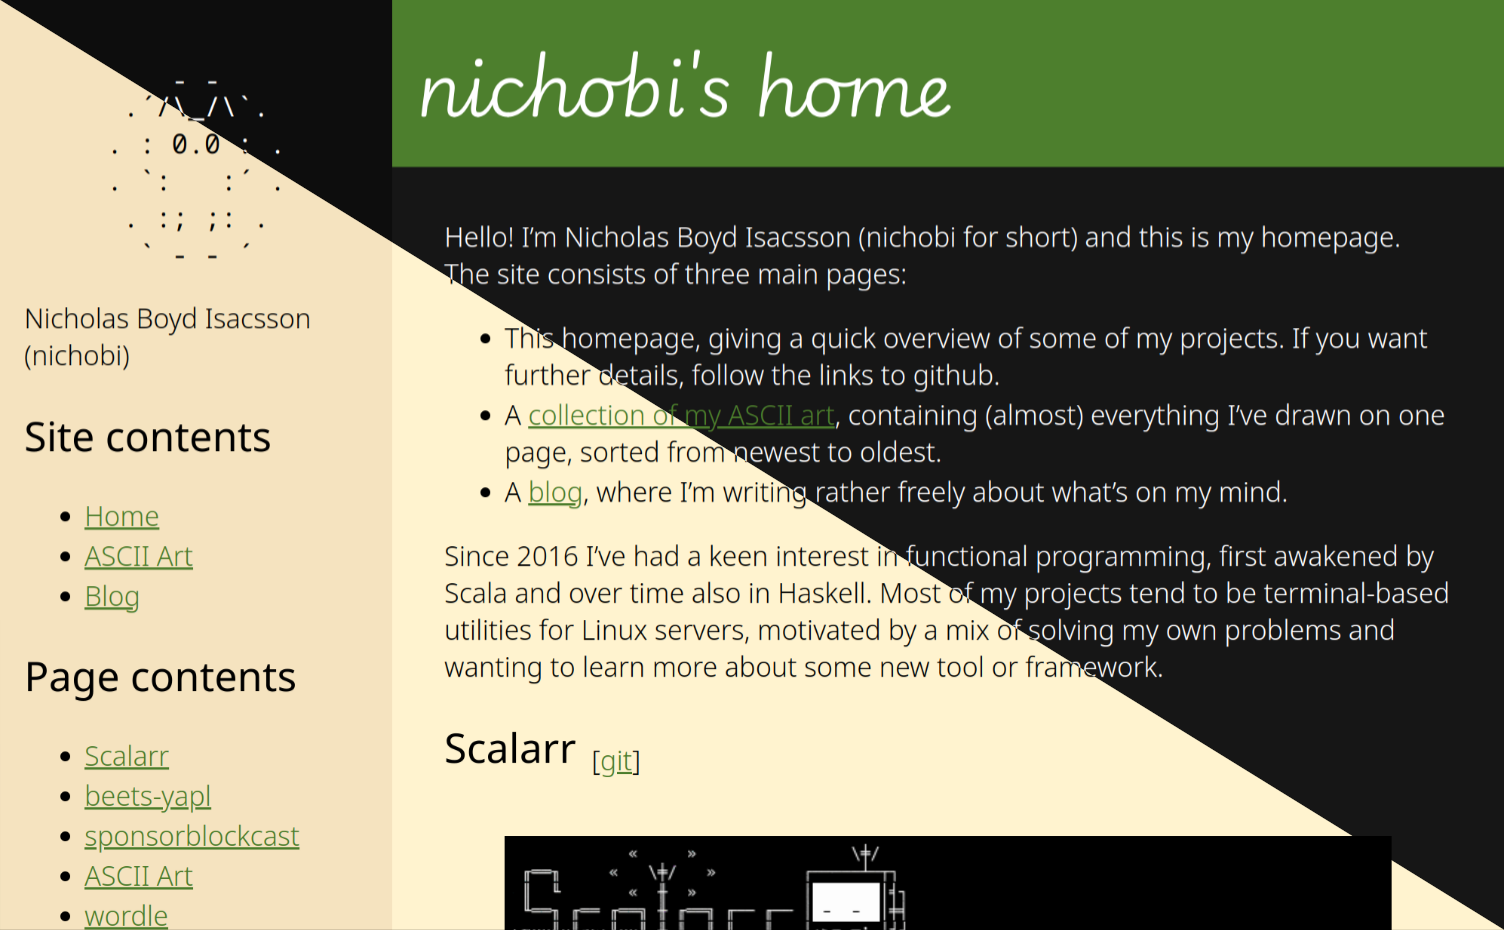 nichobi's home
- -
.´/\_/\`.
. : 0.0 : .
. `: :´ .
. :; ;: .
` - - ´
Nicholas Boyd Isacsson
(nichobi)
Site contents
Home
ASCII Art
Blog
Page contents
Scalarr
beets-yapl
sponsorblockcast
ASCII Art
wordle
Hello! I’m Nicholas Boyd Isacsson (nichobi for short) and this is my homepage.
The site consists of three main pages:
This homepage, giving a quick overview of some of my projects. If you want
further details, follow the links to github.
A collection of my ASCII art, containing (almost) everything I’ve drawn on one
page, sorted from newest to oldest.
A blog, where I’m writing rather freely about what’s on my mind.
Since 2016 I’ve had a keen interest in functional programming, first awakened by
Scala and over time also in Haskell. Most of my projects tend to be terminal-based
utilities for Linux servers, motivated by a mix of solving my own problems and
wanting to learn more about some new tool or framework.
Scalarr [git]